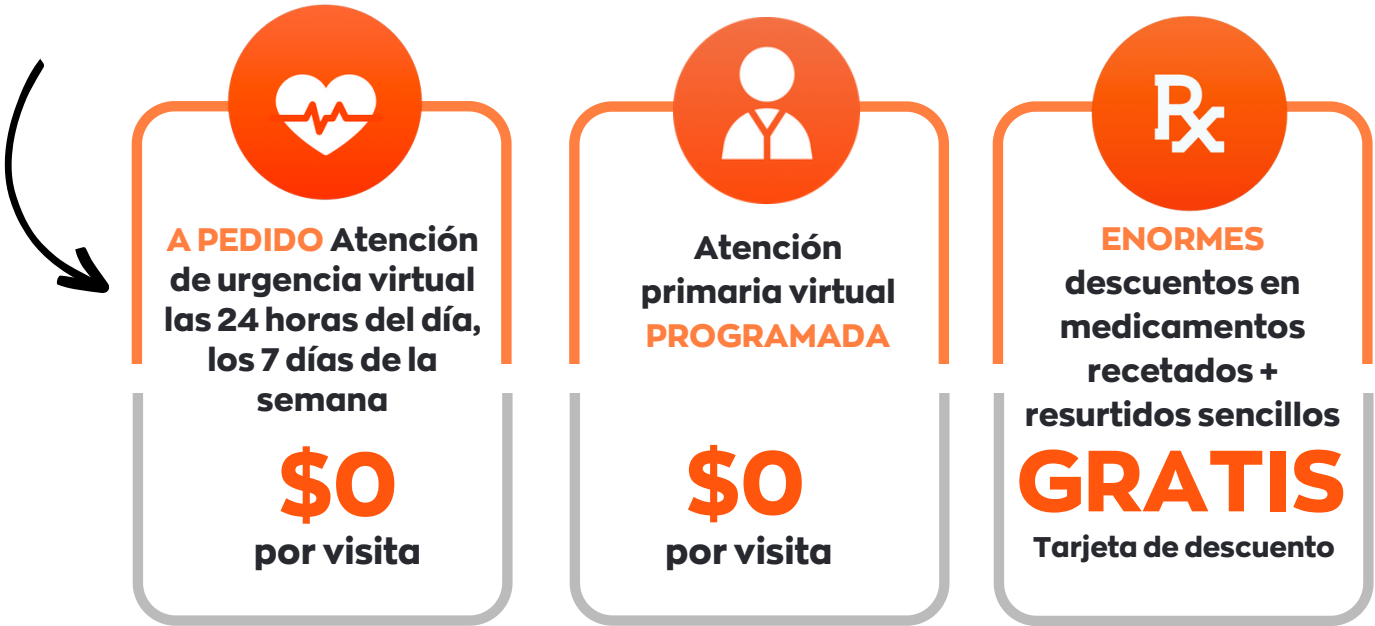 A PEDIDO Atención
de urgencia virtual
las 24 horas del día,
los 7 días de la
semana
$0
por visita
Atención
primaria virtual
PROGRAMADA
$0
por visita
Rx
ENORMES
descuentos en
medicamentos
recetados +
resurtidos sencillos
GRATIS
Tarjeta de descuento